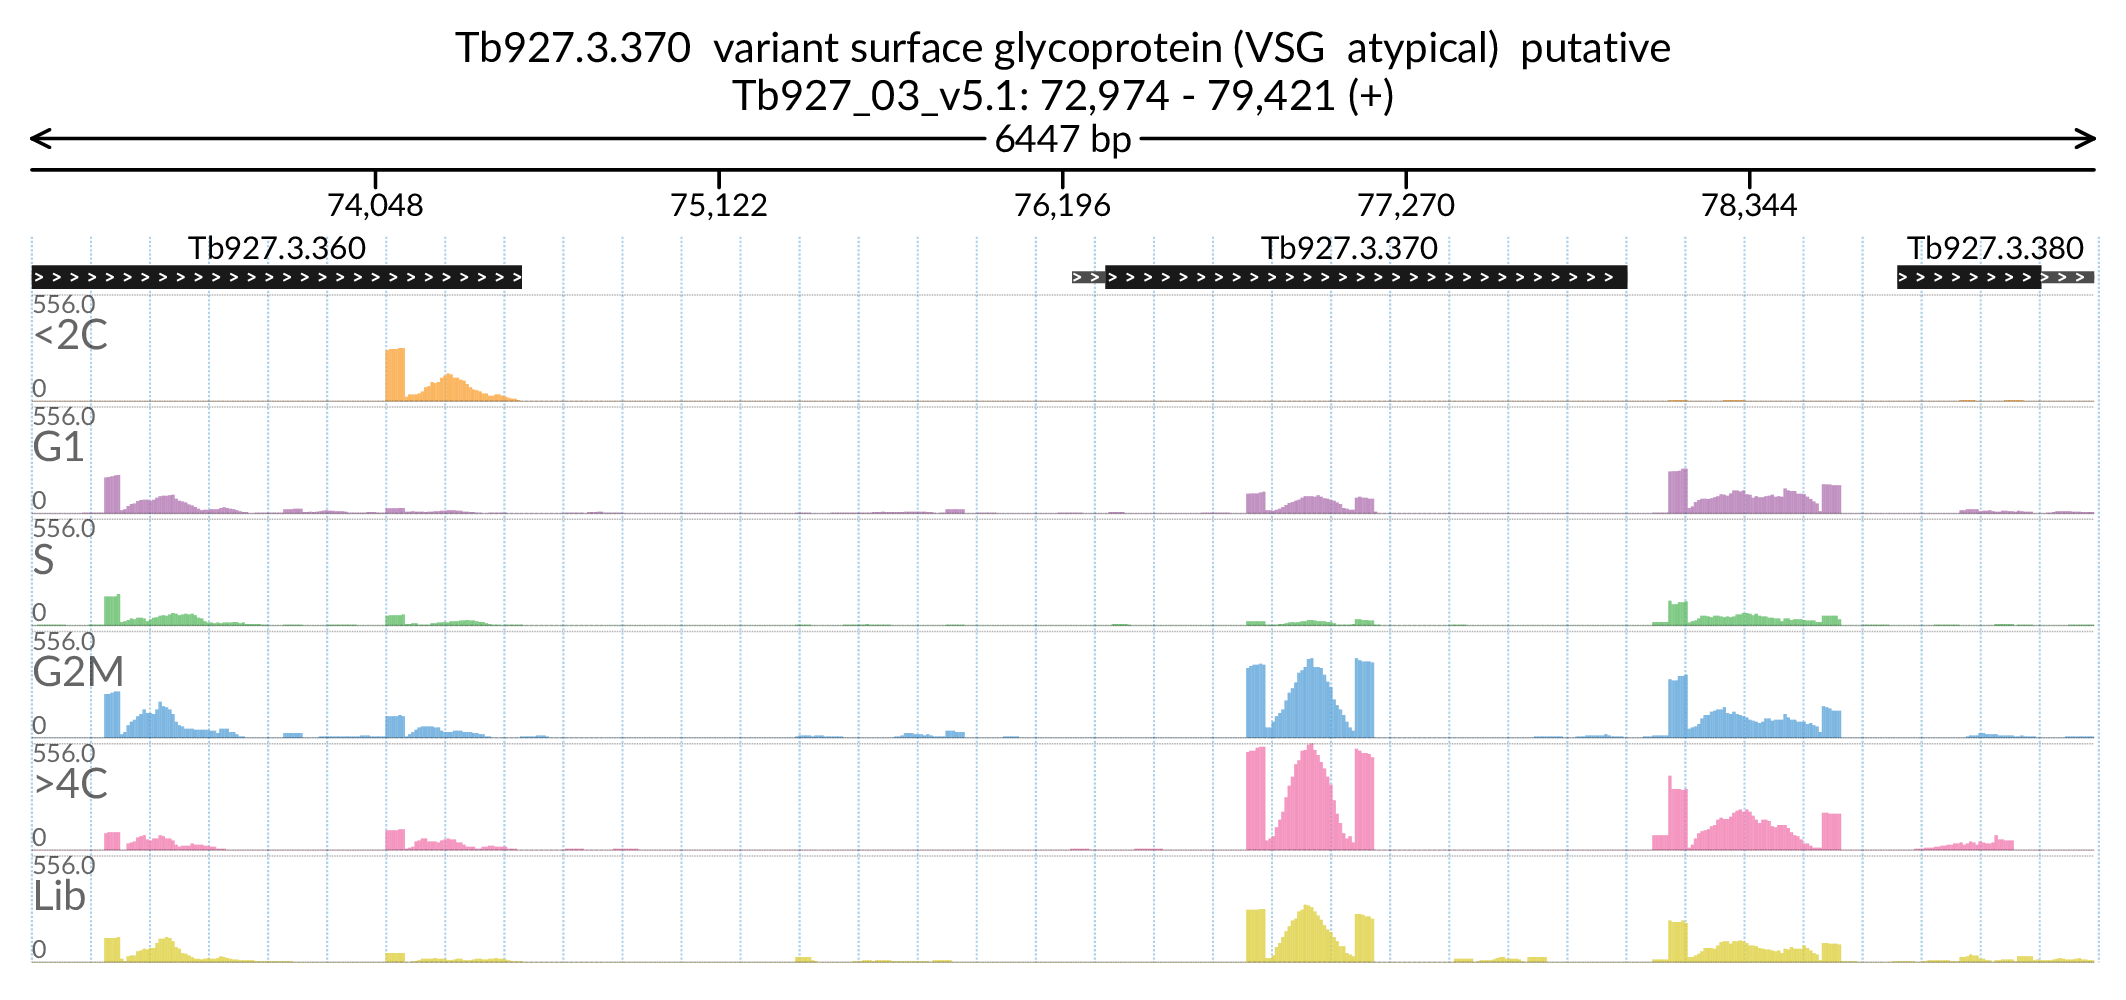 Tb927.3.370 variant surface glycoprotein (VSG atypical) putative
Tb927_03_v5.1: 72,974 - 79,421 (+)
6447 bp
74,048 75,122 76,196 77,270 78,344
Tb927.3.360 Tb927.3.370 Tb927.3.380
556.0
<2C
0
556.0
G1
0
556.0
S
0
556.0
G2M
0
556.0
>4C
0
556.0
Lib
0